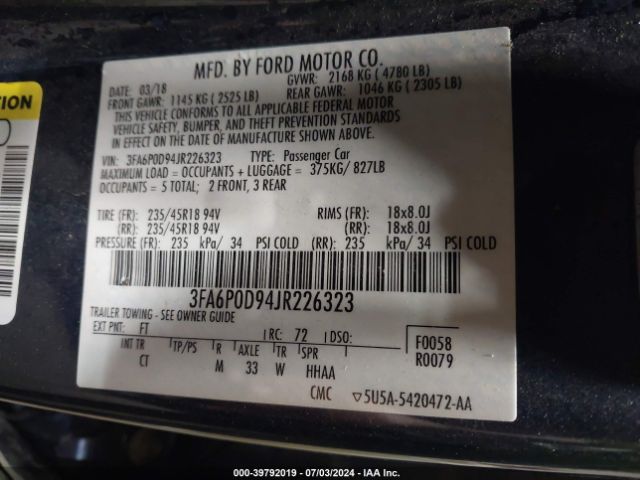 MFD. BY FORD MOTOR CO.
DATE: 03/18 GVWR: 2168 KG ( 4780 LB)
FRONT GAWR: 1145 KG ( 2525 LB) REAR GAWR: 1046 KG ( 2305 LB)
THIS VEHICLE CONFORMS TO ALL APPLICABLE FEDERAL MOTOR
VEHICLE SAFETY, BUMPER, AND THEFT PREVENTION STANDARDS
IN EFFECT ON THE DATE OF MANUFACTURE SHOWN ABOVE.
VIN: 3FA6P0D94JR226323 TYPE: Passenger Car
MAXIMUM LOAD = OCCUPANTS + LUGGAGE = 375KG/ 827LB
OCCUPANTS = 5 TOTAL; 2 FRONT, 3 REAR
TIRE (FR): 235/45R18 94V RIMS (FR): 18x8.0J
(RR): 235/45R18 94V (RR): 18x8.0J
PRESSURE (FR): 235 kPa/ 34 PSI COLD (RR): 235 kPa/ 34 PSI COLD
3FA6P0D94JR226323
TRAILER TOWING - SEE OWNER GUIDE
EXT PNT: FT RC: 72 DSO: F0058
INT TR TP/PS R AXLE TR SPR R0079
CT M 33 W HHAA
CMC ▽5U5A-5420472-AA
000-39792019 - 07/03/2024 - IAAI.com